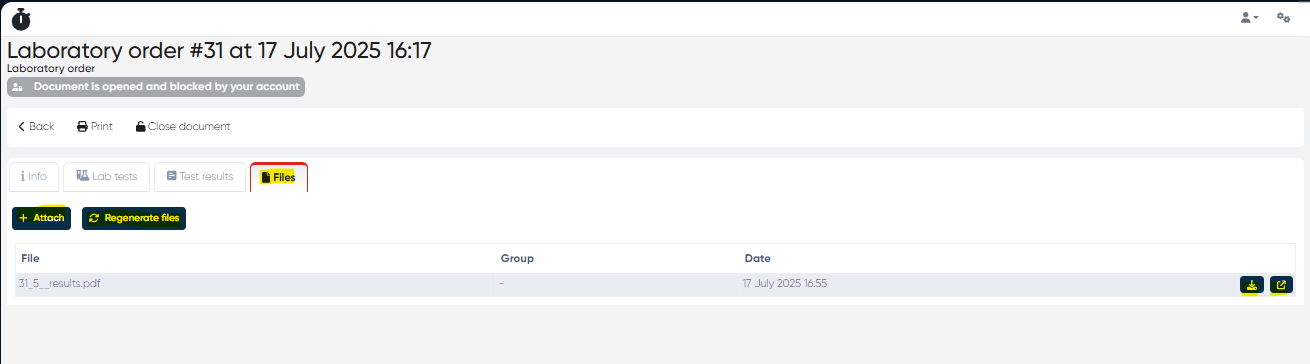 Laboratory order #31 at 17 July 2025 16:17
Laboratory order
Document is opened and blocked by your account
Back Print Close document
Info Lab tests Test results Files
+ Attach Regenerate files
File Group Date
31_5__results.pdf - 17 July 2025 16:55